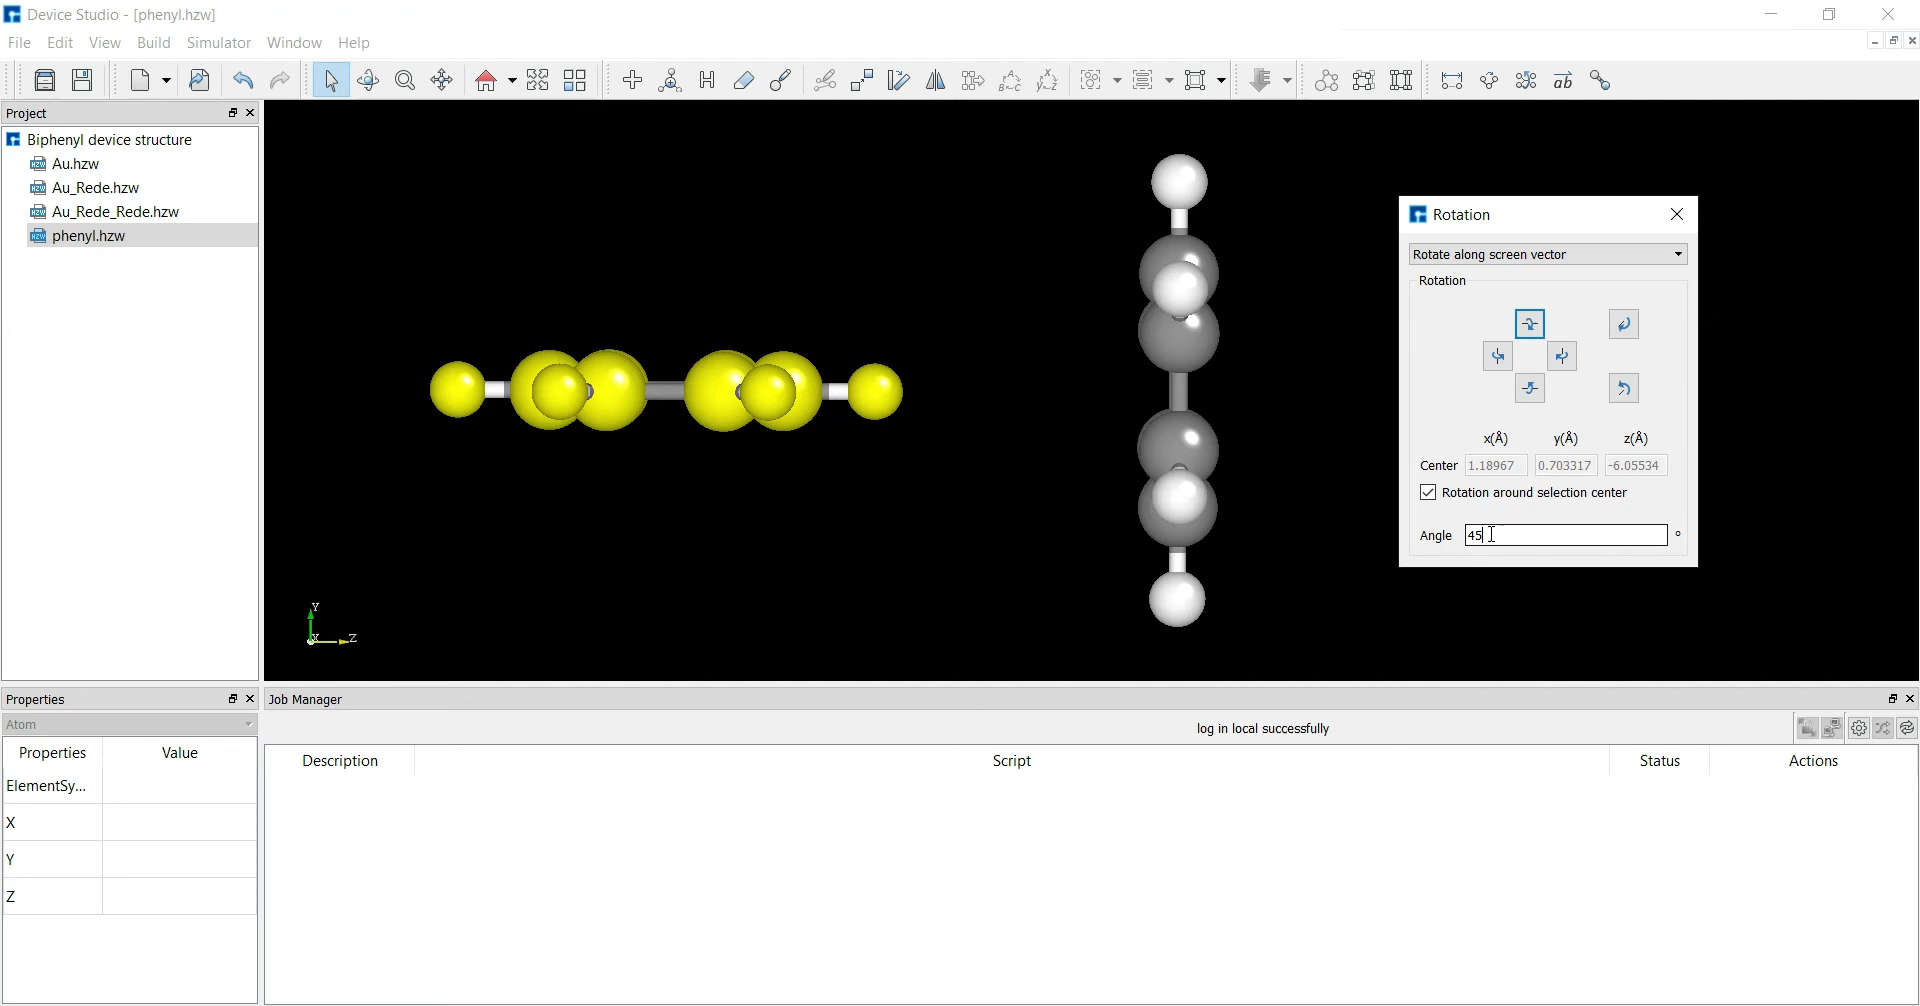 Device Studio - [phenyl.hzw]
File Edit View Build Simulator Window Help
Project
Biphenyl device structure
Au.hzw
Au_Rede.hzw
Au_Rede_Rede.hzw
phenyl.hzw
Y
X Z
Rotation
Rotate along screen vector
Rotation
x(Å) y(Å) z(Å)
Center 1.18967 0.703317 -6.05534
Rotation around selection center
Angle 45 °
Properties
Atom
Properties Value
ElementSy...
X
Y
Z
Job Manager
log in local successfully
Description Script Status Actions